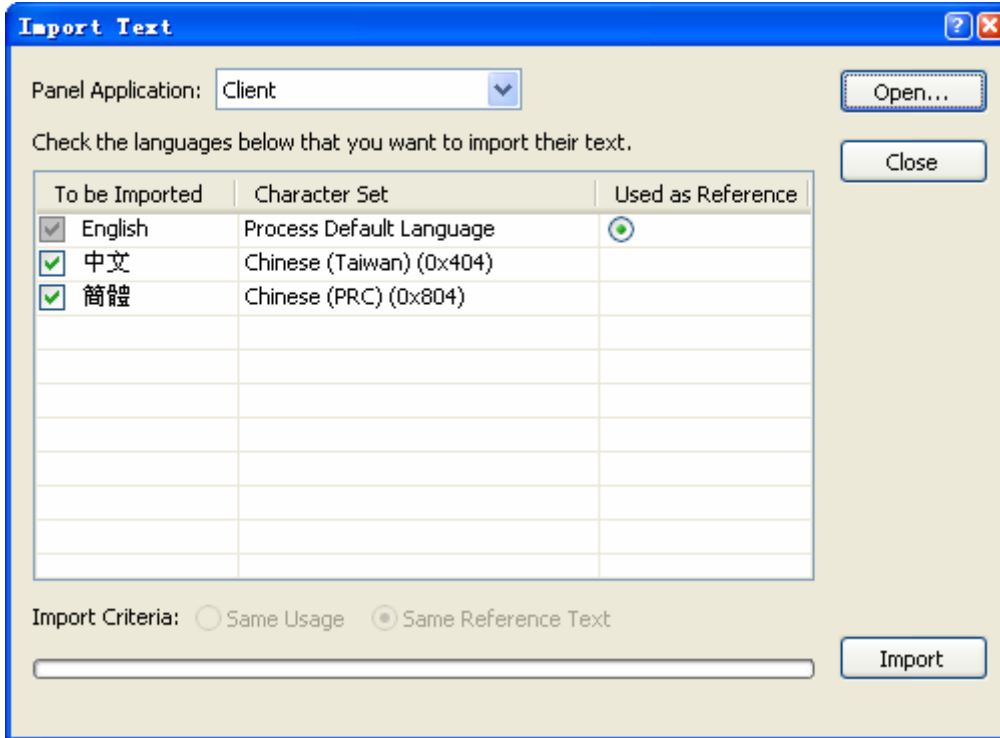 Import Text
Panel Application: Client
Open...
Check the languages below that you want to import their text.
Close
To be Imported Character Set Used as Reference
English Process Default Language
中文 Chinese (Taiwan) (0x404)
簡體 Chinese (PRC) (0x804)
Import Criteria: Same Usage Same Reference Text
Import